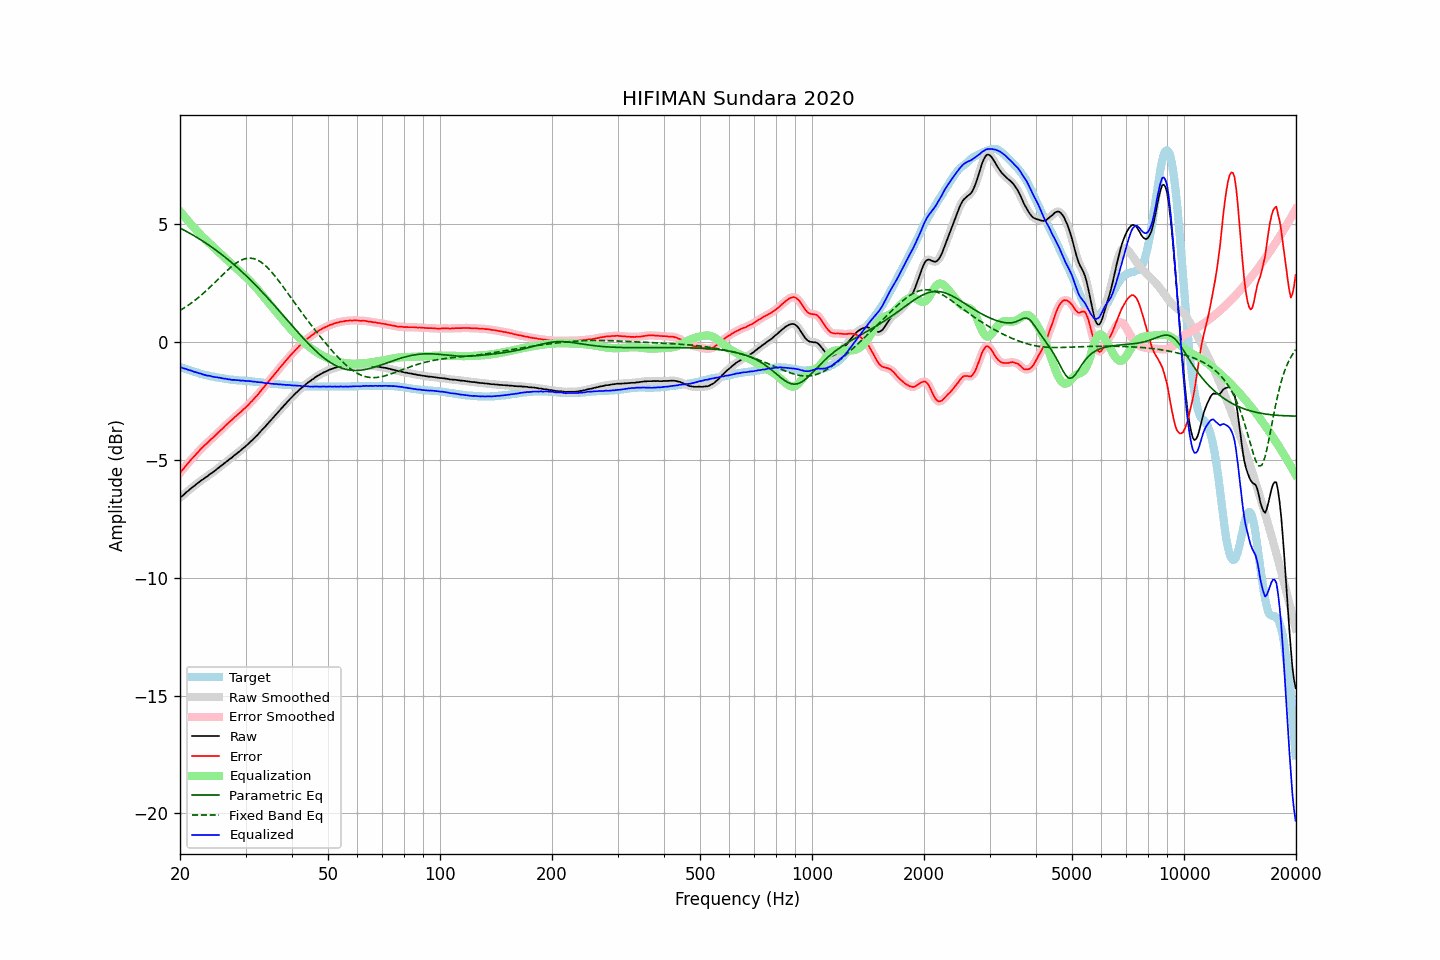 HIFIMAN Sundara 2020
Amplitude (dBr)
5
0
−5
−10
−15
−20
Target
Raw Smoothed
Error Smoothed
Raw
Error
Equalization
Parametric Eq
Fixed Band Eq
Equalized
20 50 100 200 500 1000 2000 5000 10000 20000
Frequency (Hz)